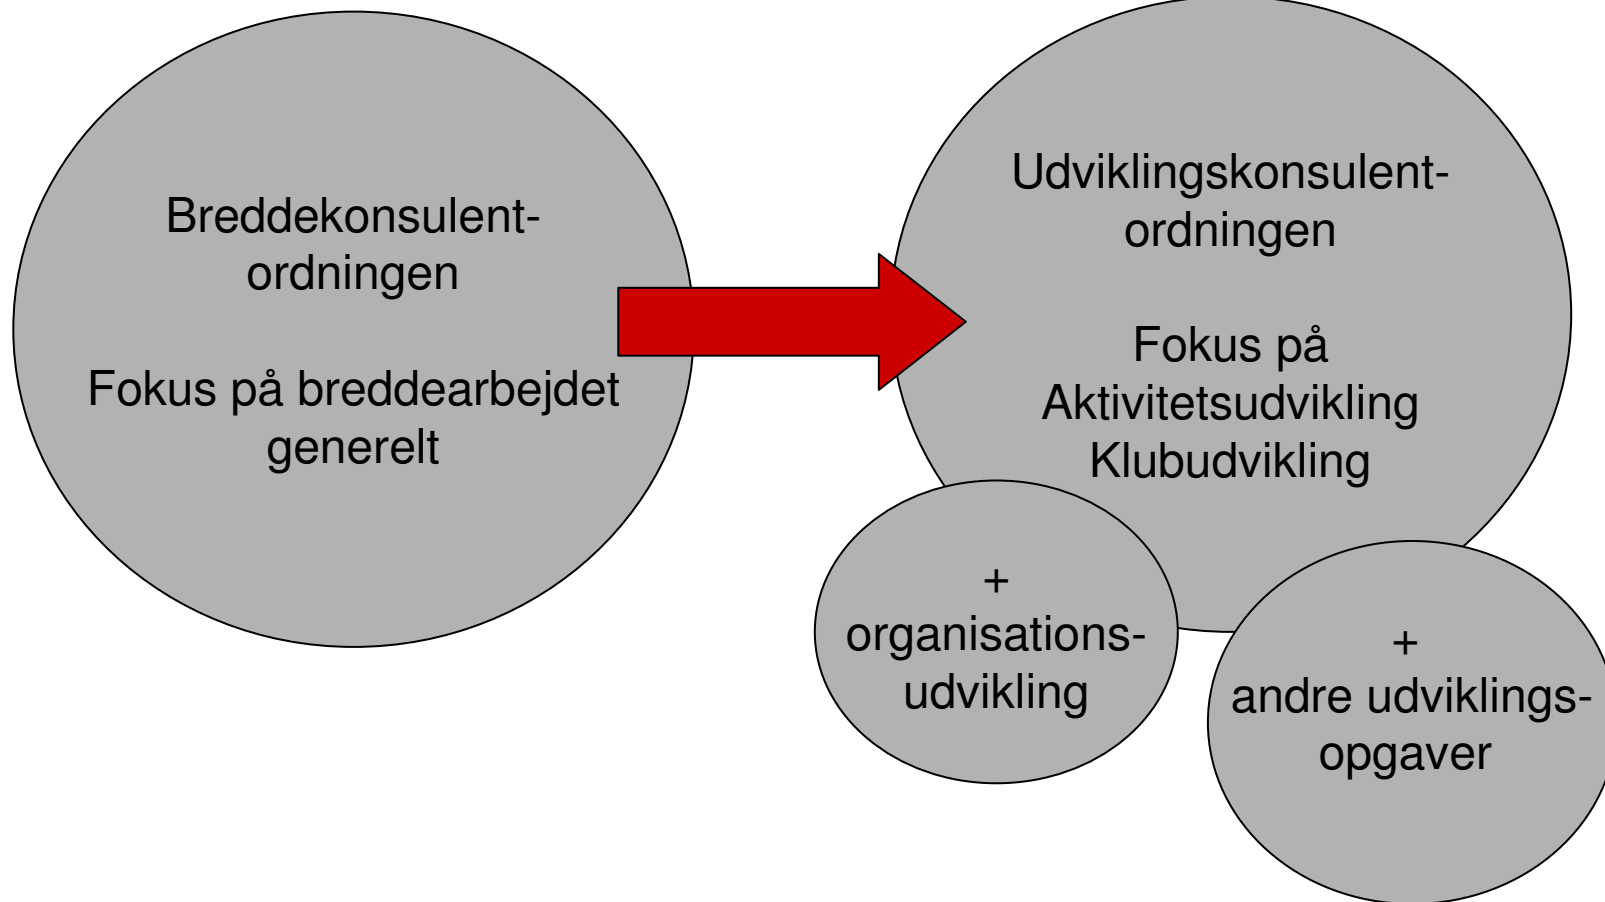 Breddekonsulent-
ordningen
Fokus på breddearbejdet
generelt
Udviklingskonsulent-
ordningen
Fokus på
Aktivitetsudvikling
Klubudvikling
+
organisations-
udvikling
+
andre udviklings-
opgaver